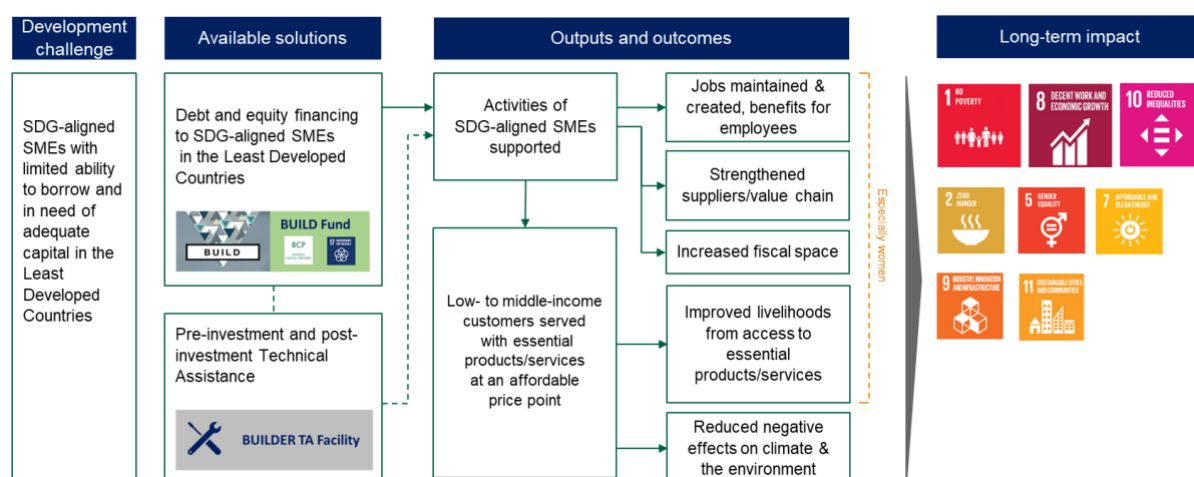 Development
challenge
Available solutions
Outputs and outcomes
Long-term impact
SDG-aligned
SMEs with
limited ability
to borrow and
in need of
adequate
capital in the
Least
Developed
Countries
Debt and equity financing
to SDG-aligned SMEs
in the Least Developed
Countries
BUILD
BUILD Fund
BCP
17
Pre-investment and post-
investment Technical
Assistance
BUILDER TA Facility
Activities of
SDG-aligned SMEs
supported
Low- to middle-income
customers served
with essential
products/services
at an affordable
price point
Jobs maintained &
created, benefits for
employees
Strengthened
suppliers/value chain
Increased fiscal space
Improved livelihoods
from access to
essential
products/services
Reduced negative
effects on climate &
the environment
Especially women
1 NO
POVERTY
8 DECENT WORK AND
ECONOMIC GROWTH
10 REDUCED
INEQUALITIES
2 ZERO
HUNGER
5 GENDER
EQUALITY
7 AFFORDABLE AND
CLEAN ENERGY
9 INDUSTRY, INNOVATION
AND INFRASTRUCTURE
11 SUSTAINABLE CITIES
AND COMMUNITIES